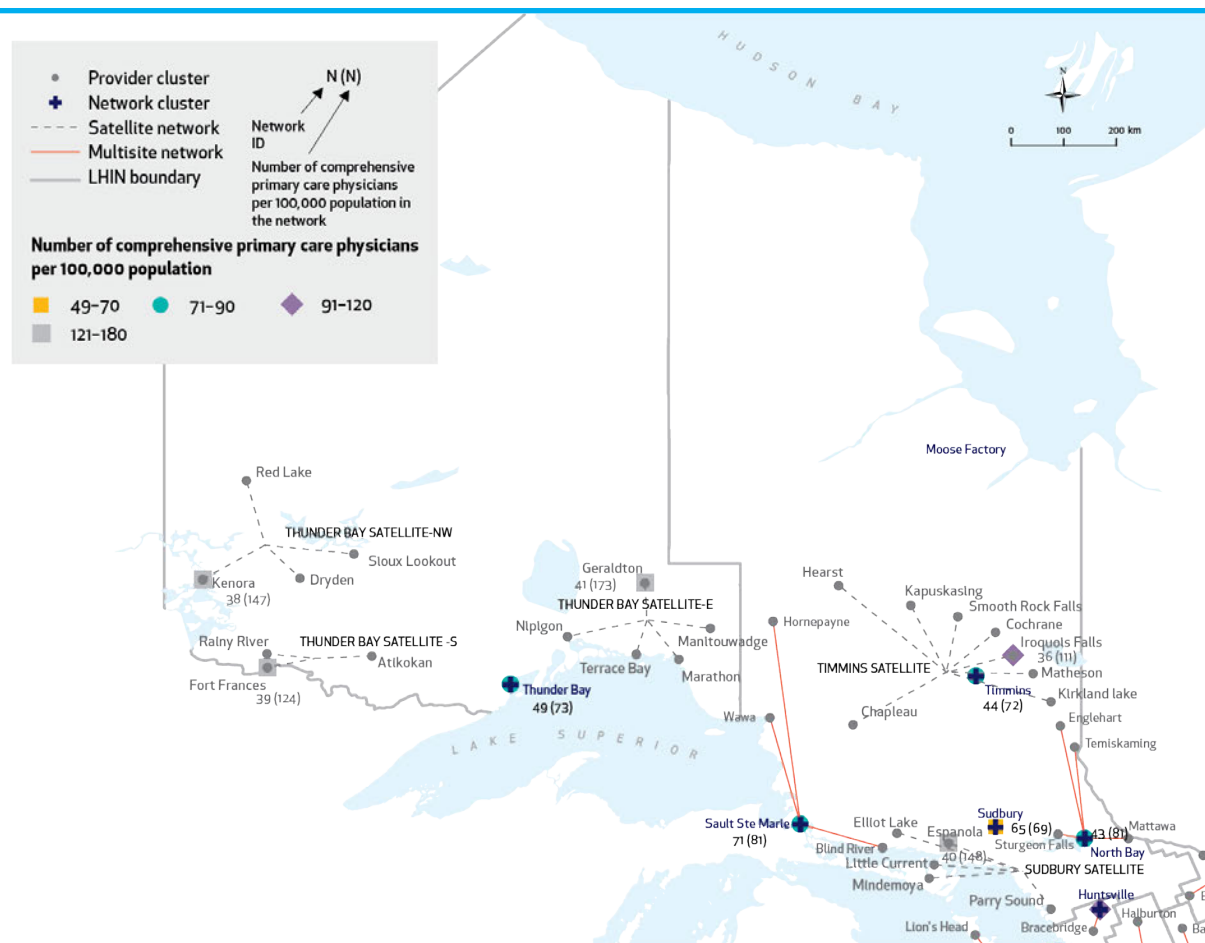 HUDSON BAY
N
0 100 200 km
Provider cluster
Network cluster
Satellite network
Multisite network
LHIN boundary
N (N)
Network
ID
Number of comprehensive
primary care physicians
per 100,000 population in
the network
Number of comprehensive primary care physicians
per 100,000 population
49–70
71–90
91–120
121–180
Moose Factory
Red Lake
THUNDER BAY SATELLITE-NW
Sioux Lookout
Kenora
38 (147)
Dryden
Rainy River
THUNDER BAY SATELLITE -S
Atikokan
Fort Frances
39 (124)
Geraldton
41 (173)
THUNDER BAY SATELLITE-E
Nipigon
Manitouwadge
Terrace Bay
Marathon
Thunder Bay
49 (73)
LAKE SUPERIOR
Hearst
Kapuskasing
Smooth Rock Falls
Cochrane
Iroquois Falls
36 (111)
Hornepayne
TIMMINS SATELLITE
Matheson
Timmins
44 (72)
Kirkland lake
Chapleau
Wawa
Englehart
Temiskaming
Sault Ste Marie
71 (81)
Blind River
Elliot Lake
Espanola
40 (148)
Sudbury
65 (69)
Sturgeon Falls
43 (81)
Mattawa
North Bay
Little Current
Mindemoya
SUDBURY SATELLITE
Parry Sound
Huntsville
Bracebridge
Haliburton
Lion's Head
E
Ba